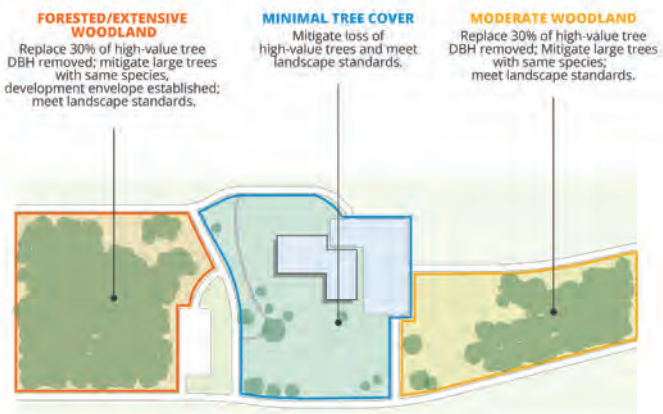 FORESTED/EXTENSIVE
WOODLAND
Replace 30% of high-value tree
DBH removed; mitigate large trees
with same species,
development envelope established;
meet landscape standards.
MINIMAL TREE COVER
Mitigate loss of
high-value trees and meet
landscape standards.
MODERATE WOODLAND
Replace 30% of high-value tree
DBH removed; Mitigate large trees
with same species;
meet landscape standards.